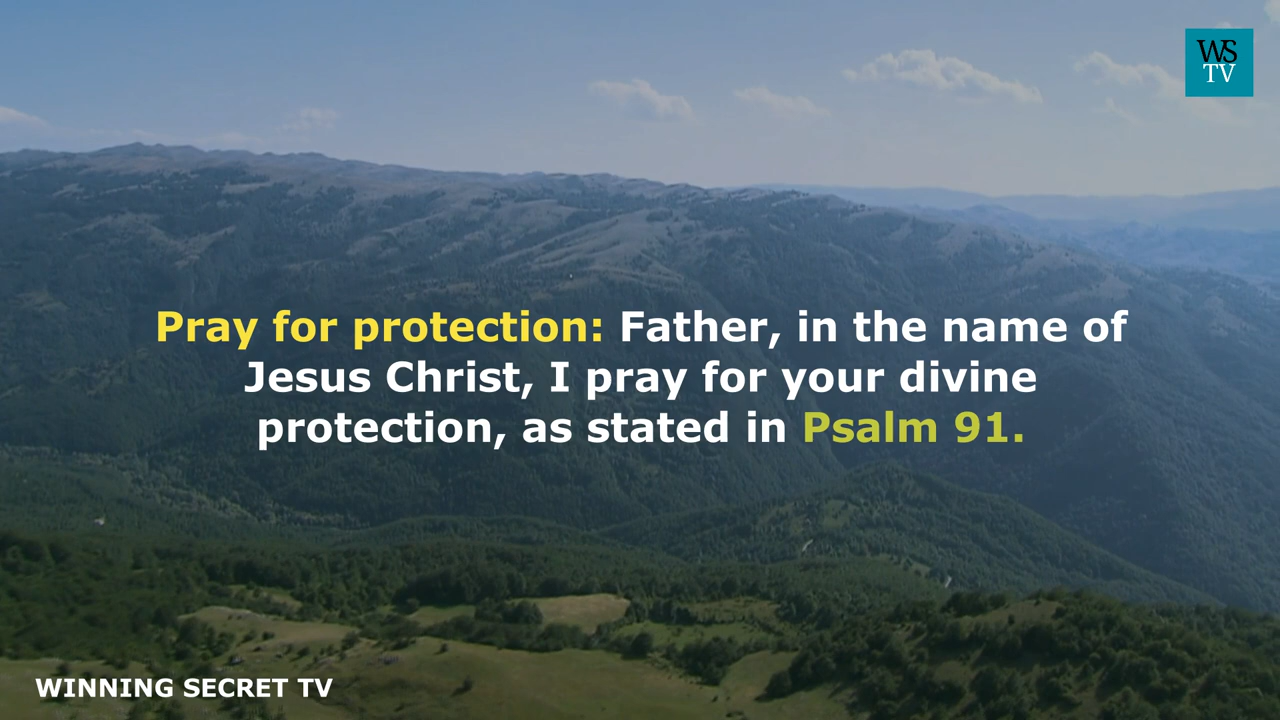 WS
TV
Pray for protection: Father, in the name of
Jesus Christ, I pray for your divine
protection, as stated in Psalm 91.
WINNING SECRET TV